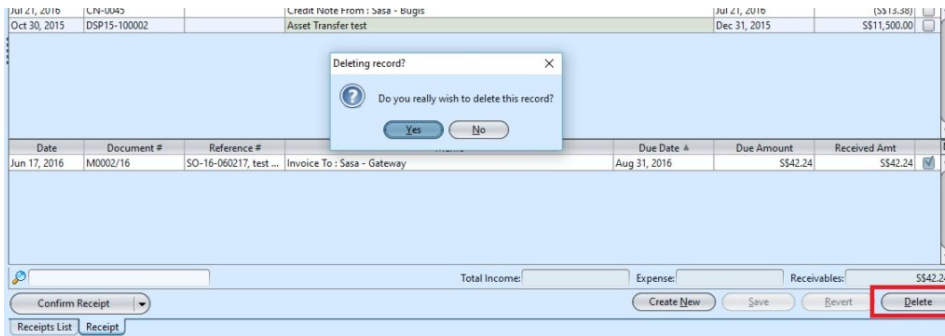 Jul 21, 2016 CN-0045 Credit Note From : Sasa - Bugis Jul 21, 2016 (S$13.38)
Oct 30, 2015 DSP15-100002 Asset Transfer test Dec 31, 2015 S$11,500.00
Deleting record?
Do you really wish to delete this record?
Yes No
Date Document # Reference # Due Date Due Amount Received Amt
Jun 17, 2016 M0002/16 SO-16-060217, test ... Invoice To : Sasa - Gateway Aug 31, 2016 S$42.24 S$42.24
Total Income: Expense: Receivables: S$42.24
Confirm Receipt Create New Save Revert Delete
Receipts List Receipt